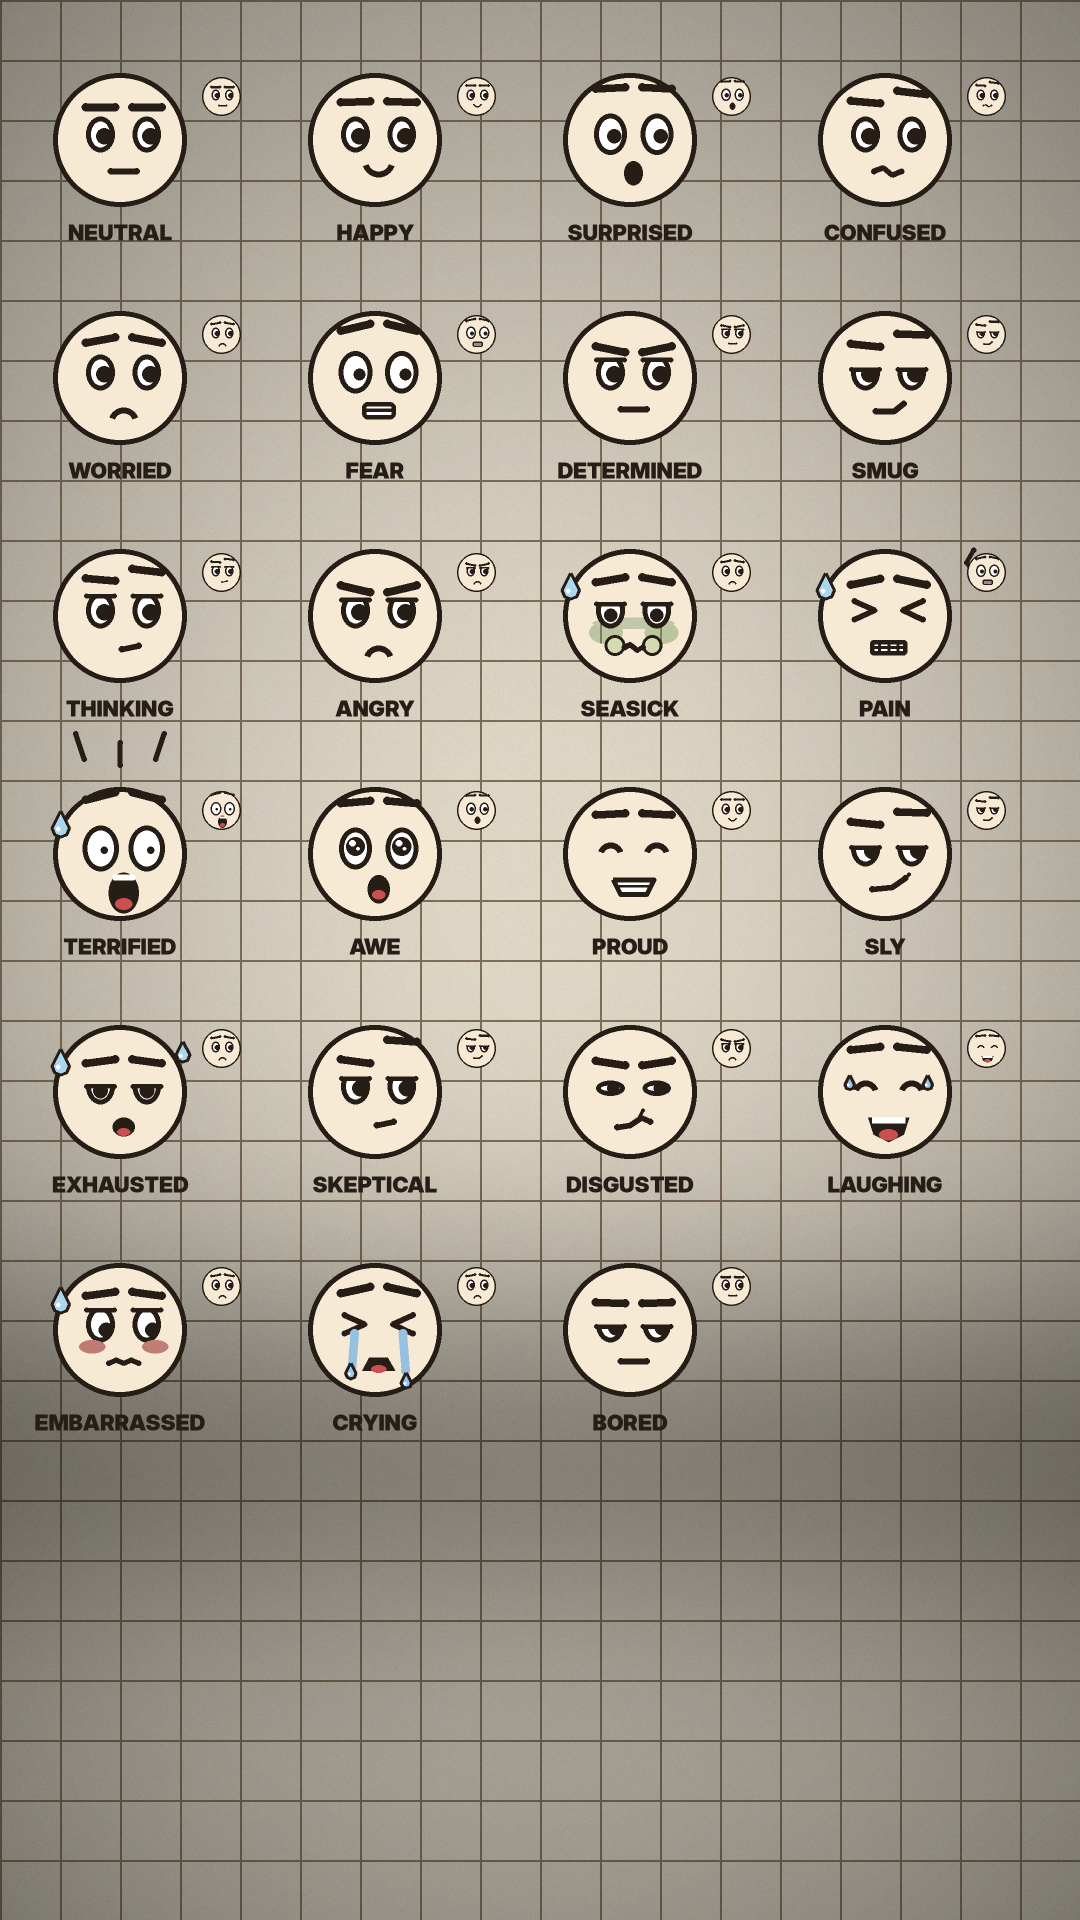 NEUTRAL
HAPPY
SURPRISED
CONFUSED
WORRIED
FEAR
DETERMINED
SMUG
THINKING
ANGRY
SEASICK
PAIN
TERRIFIED
AWE
PROUD
SLY
EXHAUSTED
SKEPTICAL
DISGUSTED
LAUGHING
EMBARRASSED
CRYING
BORED